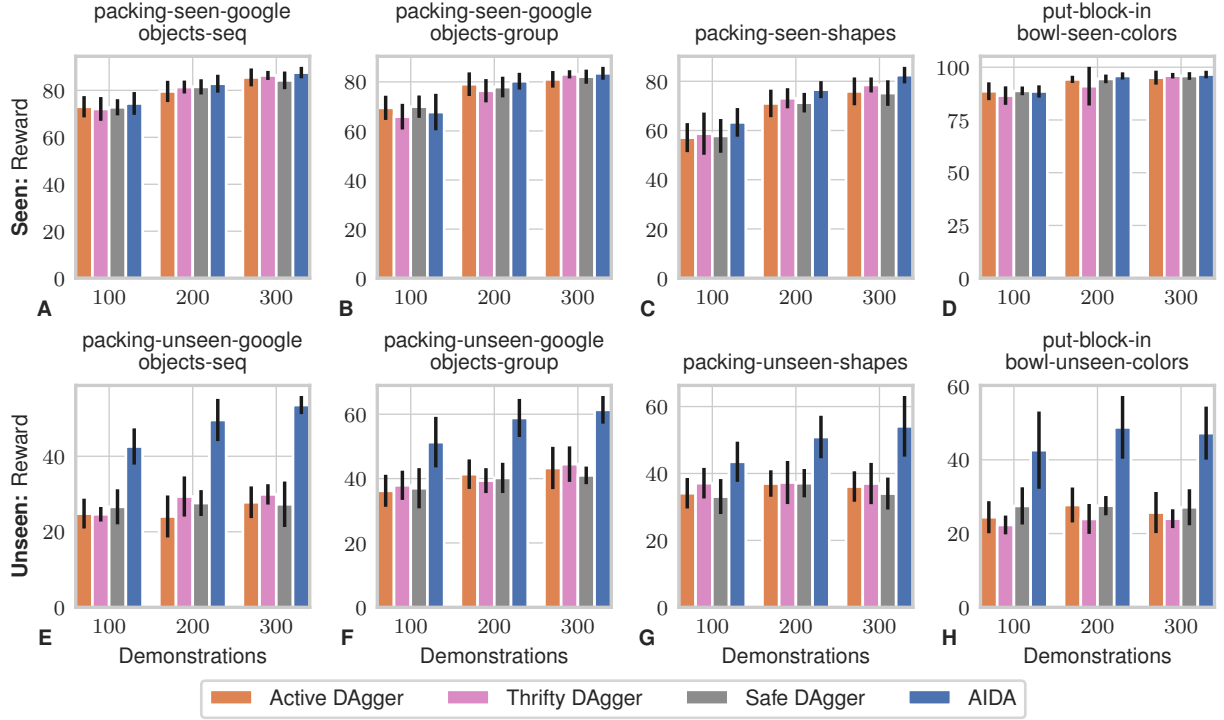 packing-seen-google
objects-seq
packing-seen-google
objects-group
packing-seen-shapes
put-block-in
bowl-seen-colors
Seen: Reward
80
60
40
20
0
100
200
300
A
80
60
40
20
0
100
200
300
B
80
60
40
20
0
100
200
300
C
100
75
50
25
0
100
200
300
D
packing-unseen-google
objects-seq
packing-unseen-google
objects-group
packing-unseen-shapes
put-block-in
bowl-unseen-colors
Unseen: Reward
40
20
0
100
200
300
E
Demonstrations
60
40
20
0
100
200
300
F
Demonstrations
60
40
20
0
100
200
300
G
Demonstrations
60
40
20
0
100
200
300
H
Demonstrations
Active DAgger
Thrifty DAgger
Safe DAgger
AIDA